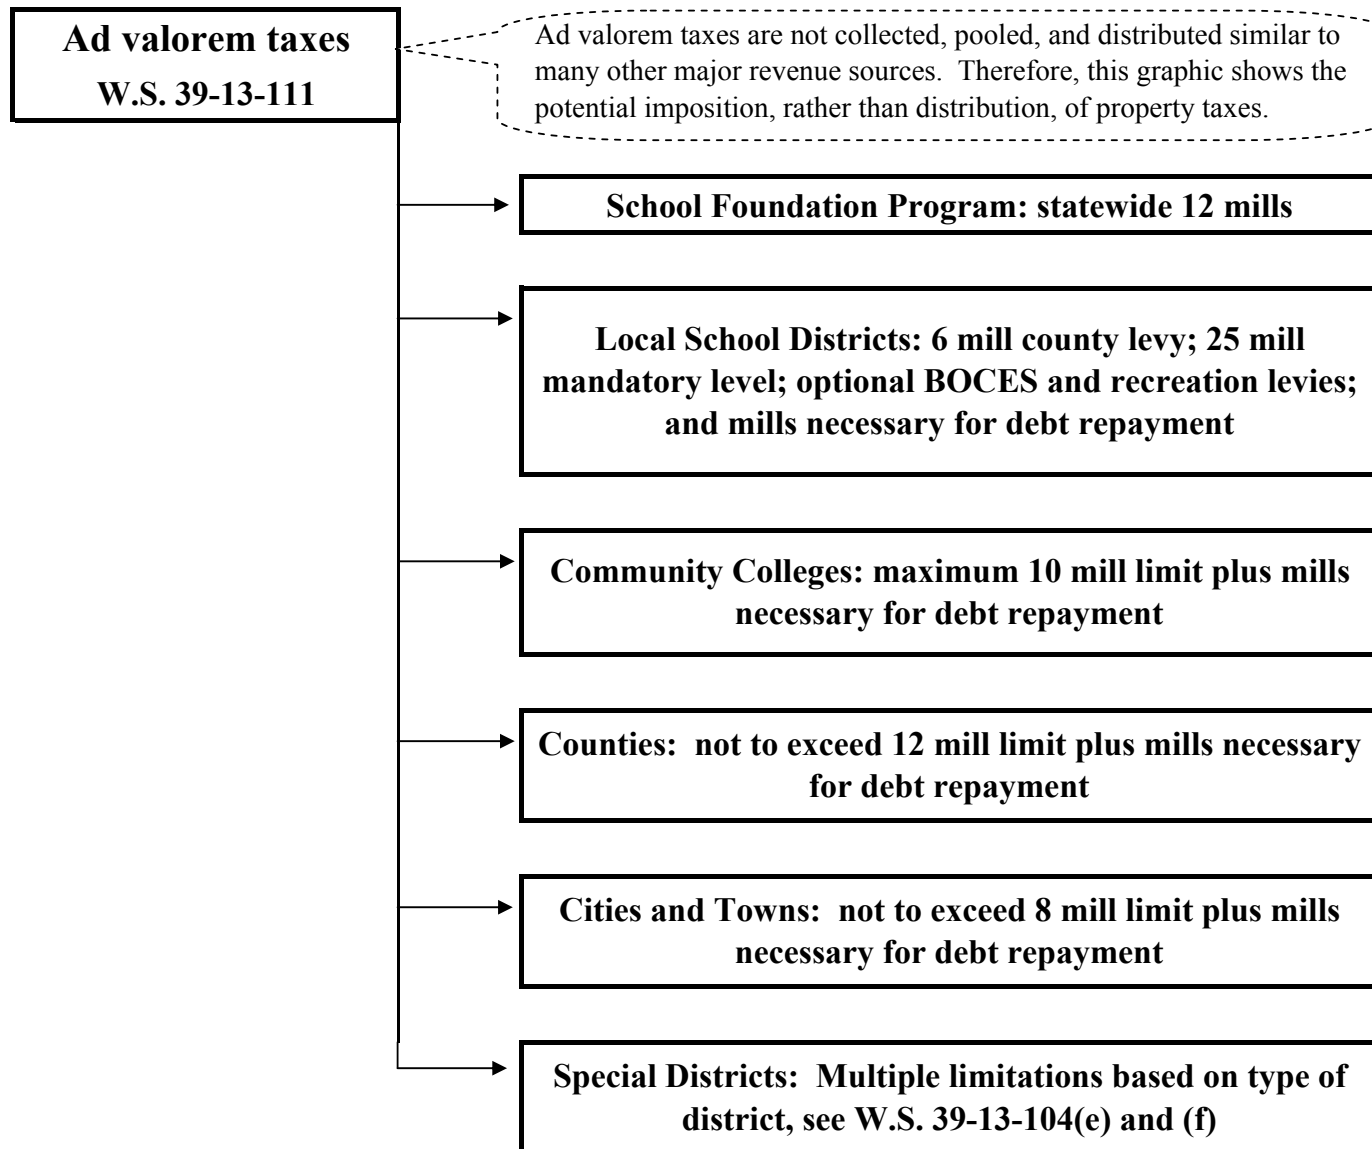 Ad valorem taxes
W.S. 39-13-111
Ad valorem taxes are not collected, pooled, and distributed similar to
many other major revenue sources.  Therefore, this graphic shows the
potential imposition, rather than distribution, of property taxes.
School Foundation Program: statewide 12 mills
Local School Districts: 6 mill county levy; 25 mill
mandatory level; optional BOCES and recreation levies;
and mills necessary for debt repayment
Community Colleges: maximum 10 mill limit plus mills
necessary for debt repayment
Counties:  not to exceed 12 mill limit plus mills necessary
for debt repayment
Cities and Towns:  not to exceed 8 mill limit plus mills
necessary for debt repayment
Special Districts:  Multiple limitations based on type of
district, see W.S. 39-13-104(e) and (f)